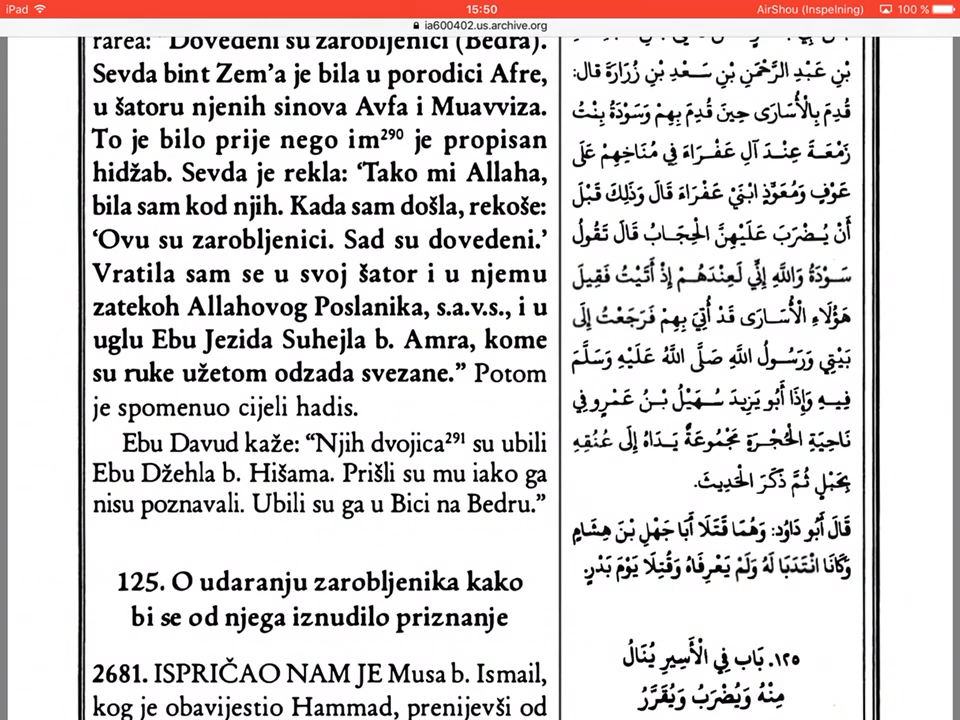 iPad
15:50
AirShou (Inspelning)
100 %
ia600402.us.archive.org
rarea: “Dovedeni su zarobljenici (Bedra).
Sevda bint Zem’a je bila u porodici Afre,
u šatoru njenih sinova Avfa i Muavviza.
To je bilo prije nego im²⁹⁰ je propisan
hidžab. Sevda je rekla: ‘Tako mi Allaha,
bila sam kod njih. Kada sam došla, rekoše:
‘Ovu su zarobljenici. Sad su dovedeni.’
Vratila sam se u svoj šator i u njemu
zatekoh Allahovog Poslanika, s.a.v.s., i u
uglu Ebu Jezida Suhejla b. Amra, kome
su ruke užetom odzada svezane.” Potom
je spomenuo cijeli hadis.
Ebu Davud kaže: “Njih dvojica²⁹¹ su ubili
Ebu Džehla b. Hišama. Prišli su mu iako ga
nisu poznavali. Ubili su ga u Bici na Bedru.”
125. O udaranju zarobljenika kako
bi se od njega iznudilo priznanje
2681. ISPRIČAO NAM JE Musa b. Ismail,
kog je obavijestio Hammad, prenijevši od
بْنِ عَبْدِ الرَّحْمَنِ بْنِ سَعْدِ بْنِ زُرَارَةَ قَالَ:
قُدِمَ بِالْأُسَارَى حِينَ قُدِمَ بِهِمْ وَسَوْدَةُ بِنْتُ
زَمْعَةَ عِنْدَ آلِ عَفْرَاءَ فِي مُنَاخِهِمْ عَلَى
عَوْفٍ وَمُعَوِّذٍ ابْنَيْ عَفْرَاءَ قَالَ وَذَلِكَ قَبْلَ
أَنْ يُضْرَبَ عَلَيْهِنَّ الْحِجَابُ قَالَ تَقُولُ
سَوْدَةُ وَاللَّهِ إِنِّي لَعِنْدَهُمْ إِذْ أَتَيْتُ فَقِيلَ
هَؤُلَاءِ الْأُسَارَى قَدْ أُتِيَ بِهِمْ فَرَجَعْتُ إِلَى
بَيْتِي وَرَسُولُ اللَّهِ صَلَّى اللَّهُ عَلَيْهِ وَسَلَّمَ
فِيهِ وَإِذَا أَبُو يَزِيدَ سُهَيْلُ بْنُ عَمْرٍو فِي
نَاحِيَةِ الْحُجْرَةِ مَجْمُوعَةٌ يَدَاهُ إِلَى عُنُقِهِ
بِحَبْلٍ ثُمَّ ذَكَرَ الْحَدِيثَ.
قَالَ أَبُو دَاوُد: وَهُمَا قَتَلَا أَبَا جَهْلِ بْنَ هِشَامٍ
وَكَانَا انْتَدَبَا لَهُ وَلَمْ يَعْرِفَاهُ وَقُتِلَا يَوْمَ بَدْرٍ.
١٢٥. بَاب فِي الْأَسِيرِ يُنَالُ
مِنْهُ وَيُضْرَبُ وَيُقَرَّرُ